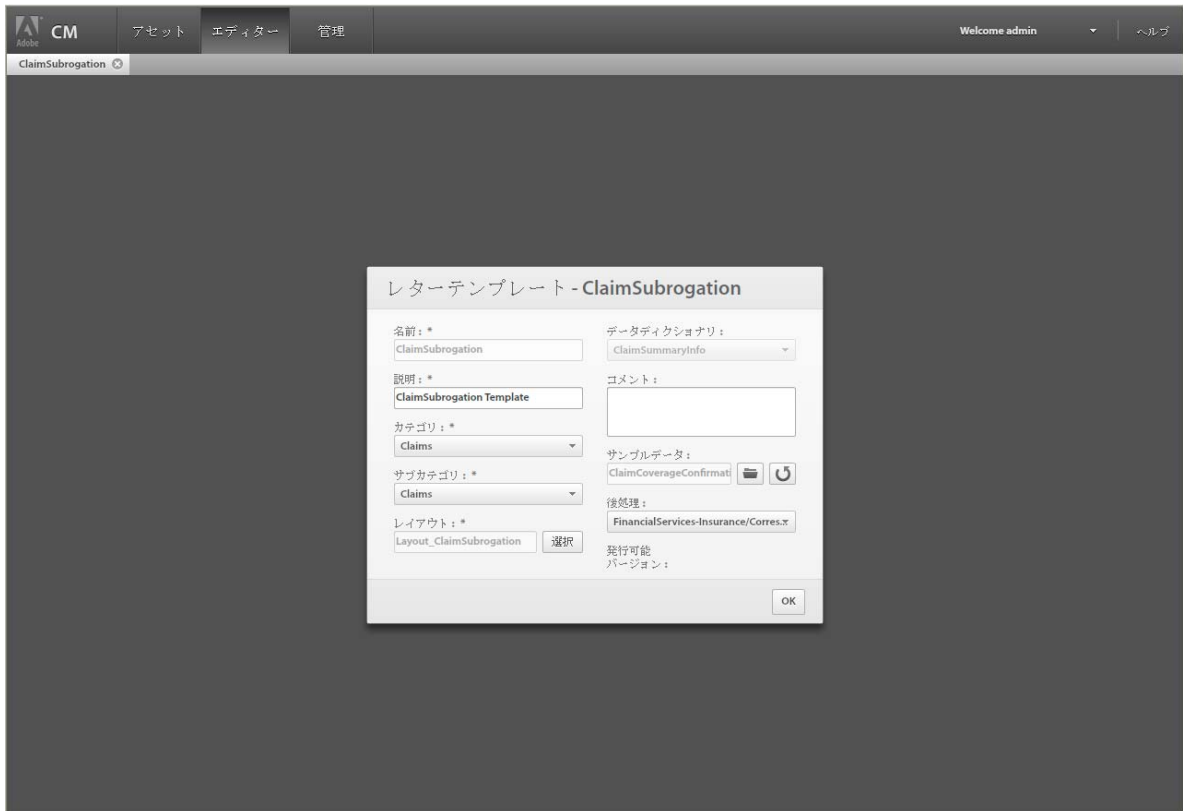 Adobe
CM
アセット
エディター
管理
Welcome admin
ヘルプ
ClaimSubrogation
レターテンプレート - ClaimSubrogation
名前：*
ClaimSubrogation
説明：*
ClaimSubrogation Template
カテゴリ：*
Claims
サブカテゴリ：*
Claims
レイアウト：*
Layout_ClaimSubrogation
選択
データディクショナリ：
ClaimSummaryInfo
コメント：
サンプルデータ：
ClaimCoverageConfirmati
後処理：
FinancialServices-Insurance/Corres.
発行可能
バージョン：
OK